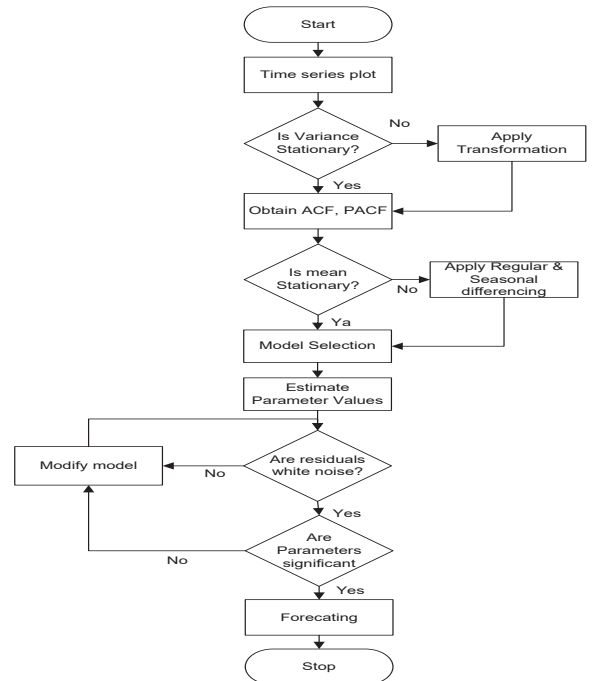 Start
Time series plot
Is Variance
Stationary?
No
Apply
Transformation
Yes
Obtain ACF, PACF
Is mean
Stationary?
No
Apply Regular &
Seasonal
differencing
Ya
Model Selection
Estimate
Parameter Values
Are residuals
white noise?
No
Modify model
Yes
Are
Parameters
significant
No
Yes
Forecating
Stop